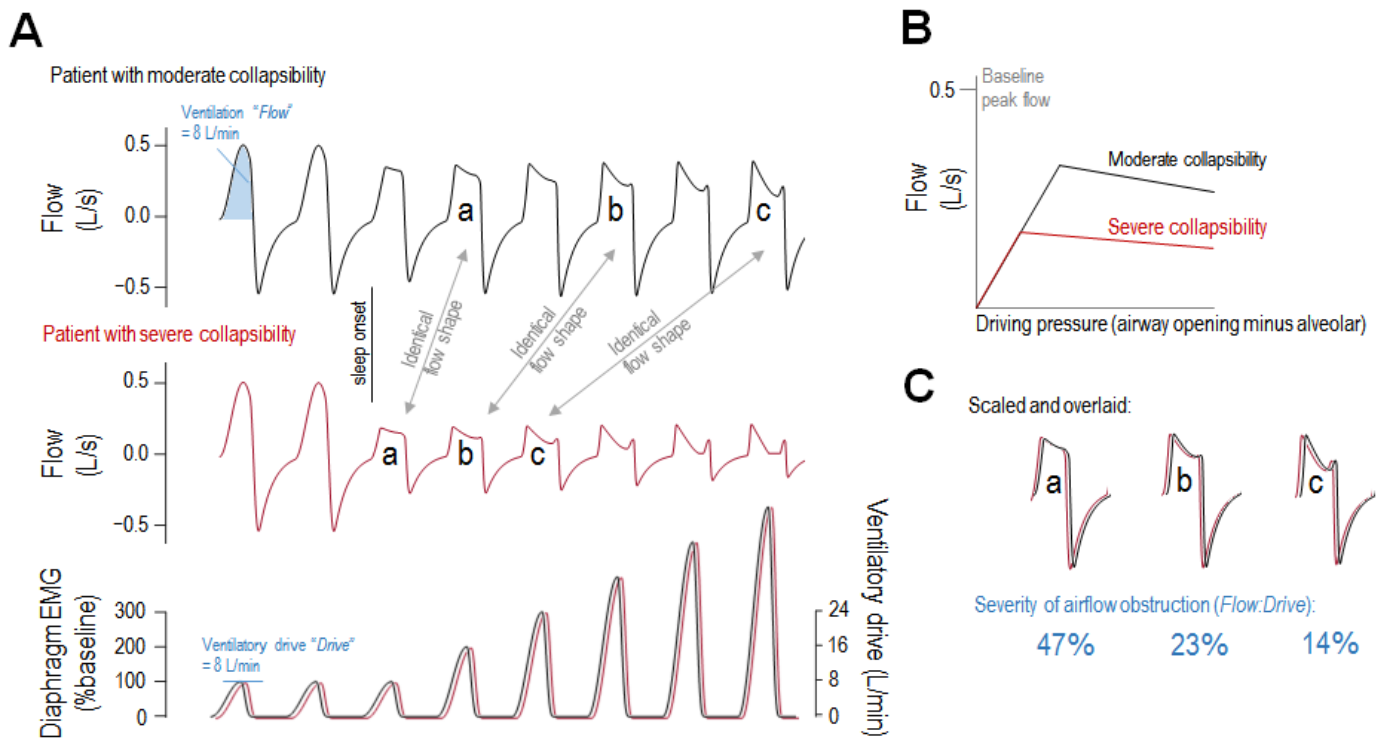 A
Patient with moderate collapsibility
Ventilation "Flow"
= 8 L/min
0.5
0.0
−0.5
Flow
(L/s)
a
b
c
sleep onset
Identical
flow shape
Identical
flow shape
Identical
flow shape
Patient with severe collapsibility
0.5
0.0
−0.5
Flow
(L/s)
a
b
c
Diaphragm EMG
(%baseline)
300
200
100
0
Ventilatory drive "Drive"
= 8 L/min
24
16
8
0
Ventilatory drive (L/min)
B
0.5
Baseline
peak flow
Flow
(L/s)
Moderate collapsibility
Severe collapsibility
Driving pressure (airway opening minus alveolar)
C
Scaled and overlaid:
a
b
c
Severity of airflow obstruction (Flow:Drive):
47%
23%
14%